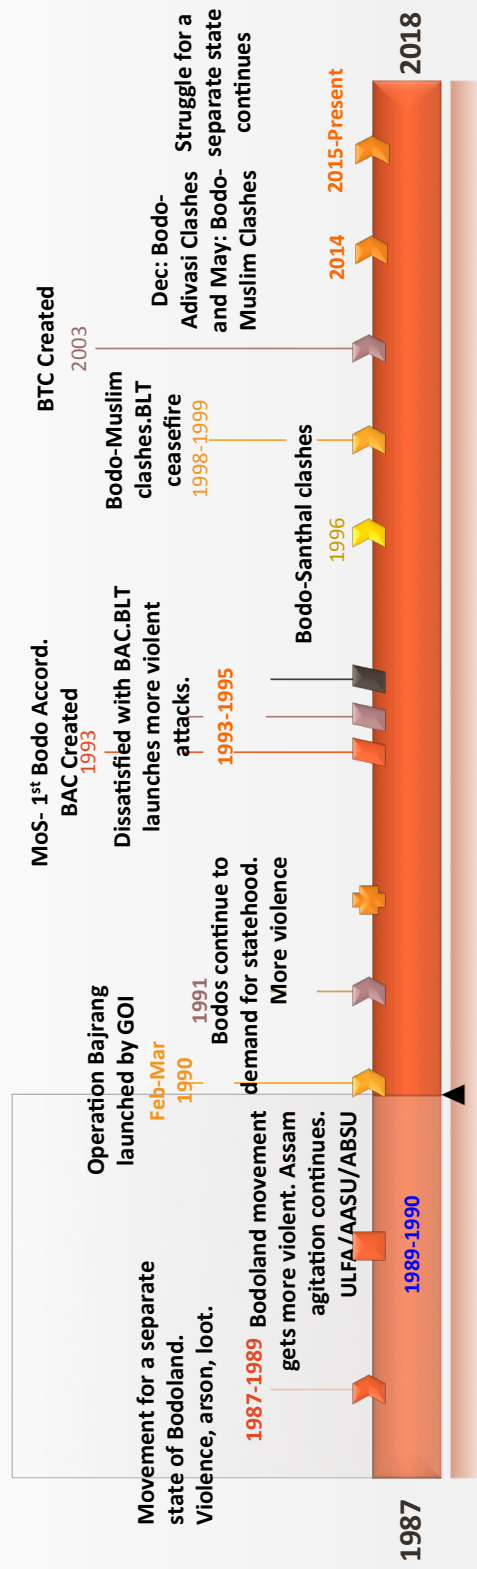 1987
Movement for a separate
state of Bodoland.
Violence, arson, loot.
1987-1989
Bodoland movement
gets more violent. Assam
agitation continues.
ULFA/AASU/ABSU
1989-1990
Operation Bajrang
launched by GOI
Feb-Mar
1990
1991
Bodos continue to
demand for statehood.
More violence
MoS- 1st Bodo Accord.
BAC Created
1993
Dissatisfied with BAC.BLT
launches more violent
attacks.
1993-1995
Bodo-Santhal clashes
1996
Bodo-Muslim
clashes.BLT
ceasefire
1998-1999
BTC Created
2003
Dec: Bodo-
Adivasi Clashes
and May: Bodo-
Muslim Clashes
2014
Struggle for a
separate state
continues
2015-Present
2018